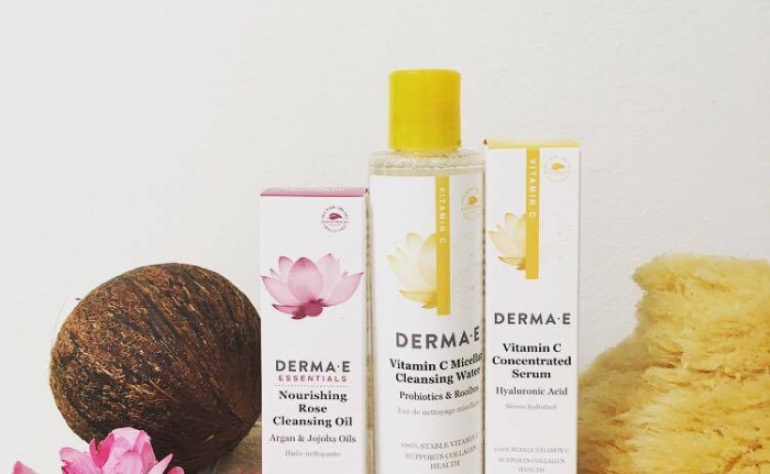 DERMA·E
ESSENTIALS
Nourishing
Rose
Cleansing Oil
Argan & Jojoba Oils
Huile nettoyante
VITAMIN C
DERMA·E
Vitamin C Micellar
Cleansing Water
Probiotics & Rooibos
Eau de nettoyage micellaire
100% STABLE VITAMIN C
SUPPORTS COLLAGEN
HEALTH
VITAMIN C
DERMA·E
Vitamin C
Concentrated
Serum
Hyaluronic Acid
Sérum hydratant
100% STABLE VITAMIN C
SUPPORTS COLLAGEN
HEALTH